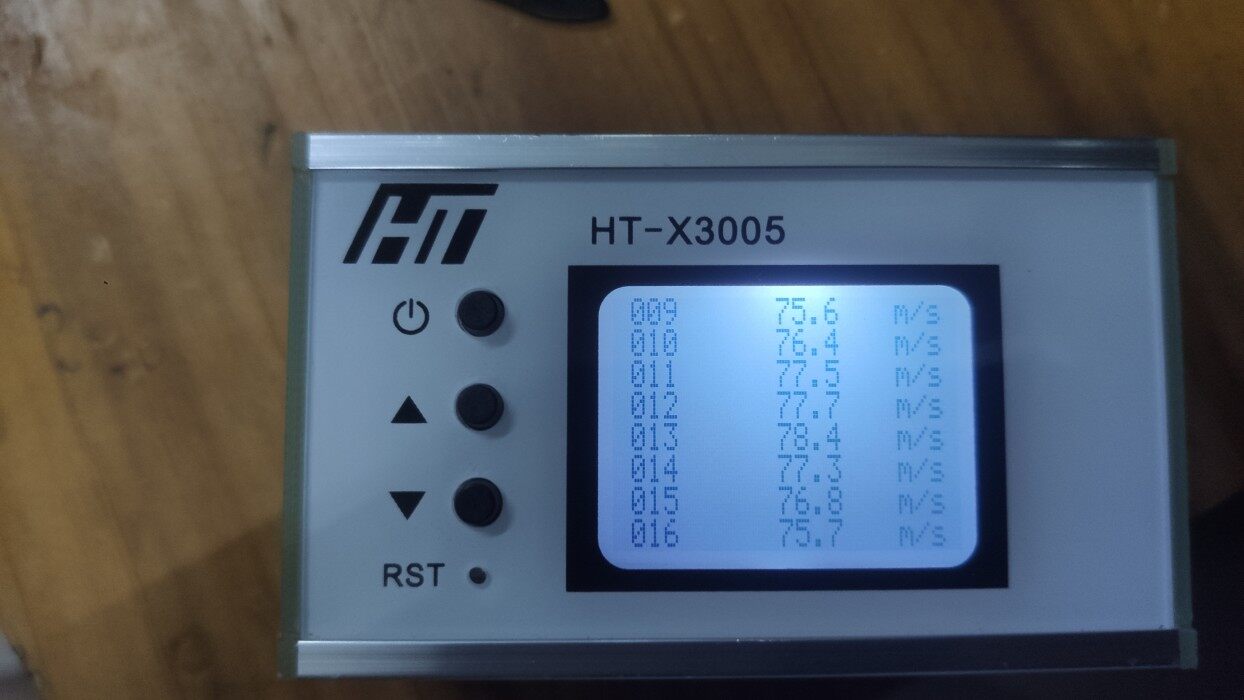 HT
HT-X3005
009 75.6 m/s
010 76.4 m/s
011 77.5 m/s
012 77.7 m/s
013 78.4 m/s
014 77.3 m/s
015 76.8 m/s
016 75.7 m/s
RST